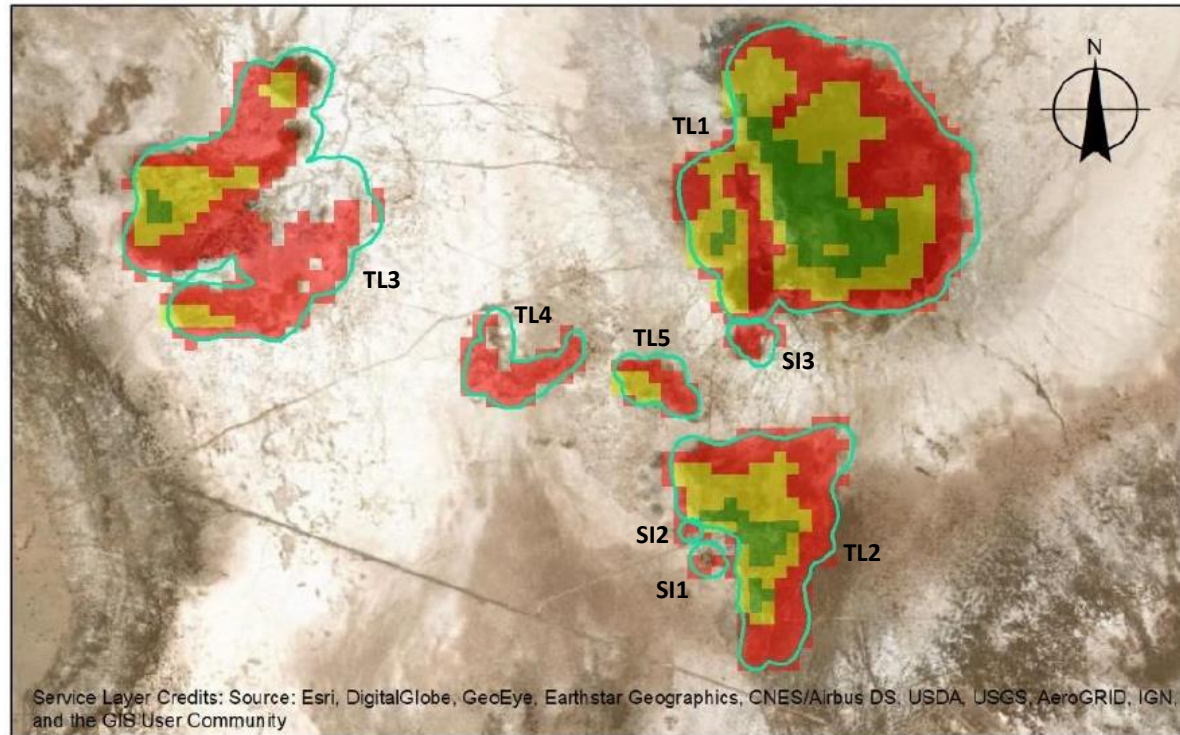 N
TL1
TL3
TL4
TL5
SI3
SI2
TL2
SI1
Service Layer Credits: Source: Esri, DigitalGlobe, GeoEye, Earthstar Geographics, CNES/Airbus DS, USDA, USGS, AeroGRID, IGN,
and the GIS User Community